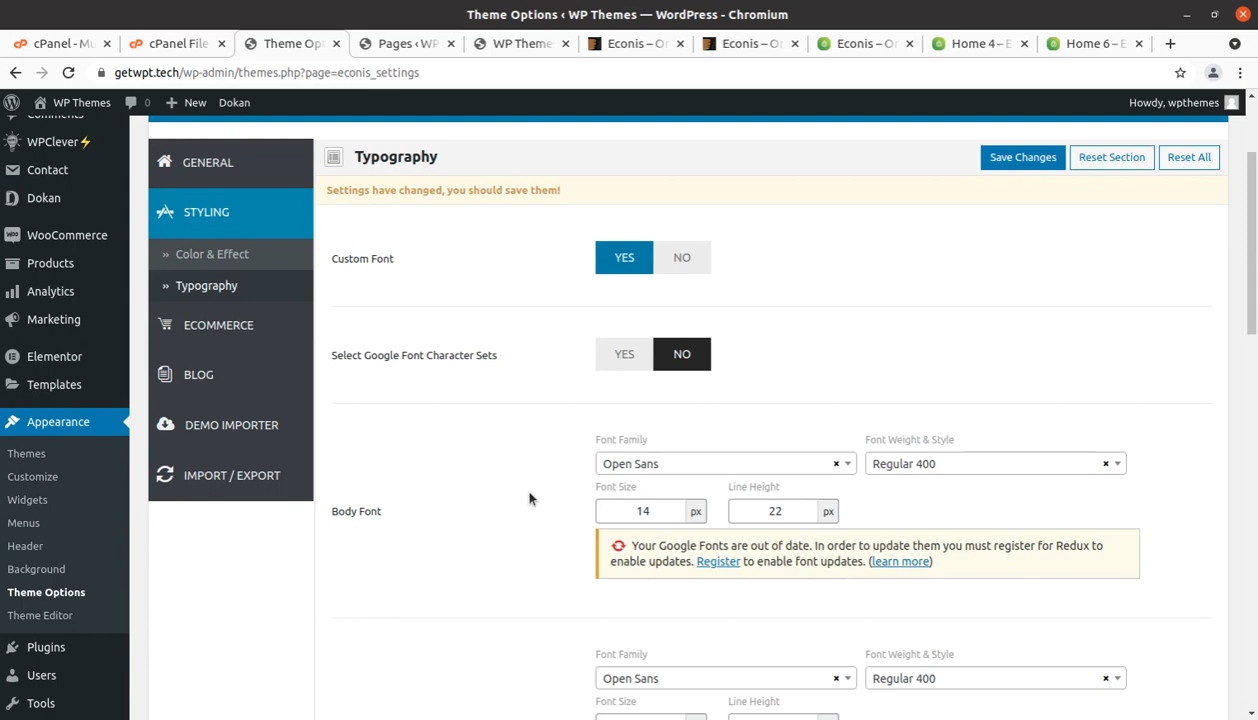 Theme Options ‹ WP Themes — WordPress - Chromium
cPanel - Mu
cPanel File
Theme Opt
Pages ‹ WP
WP Theme
Econis – Or
Econis – Or
Econis – Or
Home 4 – E
Home 6 – E
getwpt.tech/wp-admin/themes.php?page=econis_settings
WP Themes
0
New
Dokan
Howdy, wpthemes
Comments
WPClever⚡
Contact
Dokan
WooCommerce
Products
Analytics
Marketing
Elementor
Templates
Appearance
Themes
Customize
Widgets
Menus
Header
Background
Theme Options
Theme Editor
Plugins
Users
Tools
GENERAL
STYLING
» Color & Effect
» Typography
ECOMMERCE
BLOG
DEMO IMPORTER
IMPORT / EXPORT
Typography
Save Changes
Reset Section
Reset All
Settings have changed, you should save them!
Custom Font
YES
NO
Select Google Font Character Sets
YES
NO
Body Font
Font Family
Font Weight & Style
Open Sans
Regular 400
Font Size
Line Height
14
px
22
px
Your Google Fonts are out of date. In order to update them you must register for Redux to
enable updates. Register to enable font updates. (learn more)
Font Family
Font Weight & Style
Open Sans
Regular 400
Font Size
Line Height